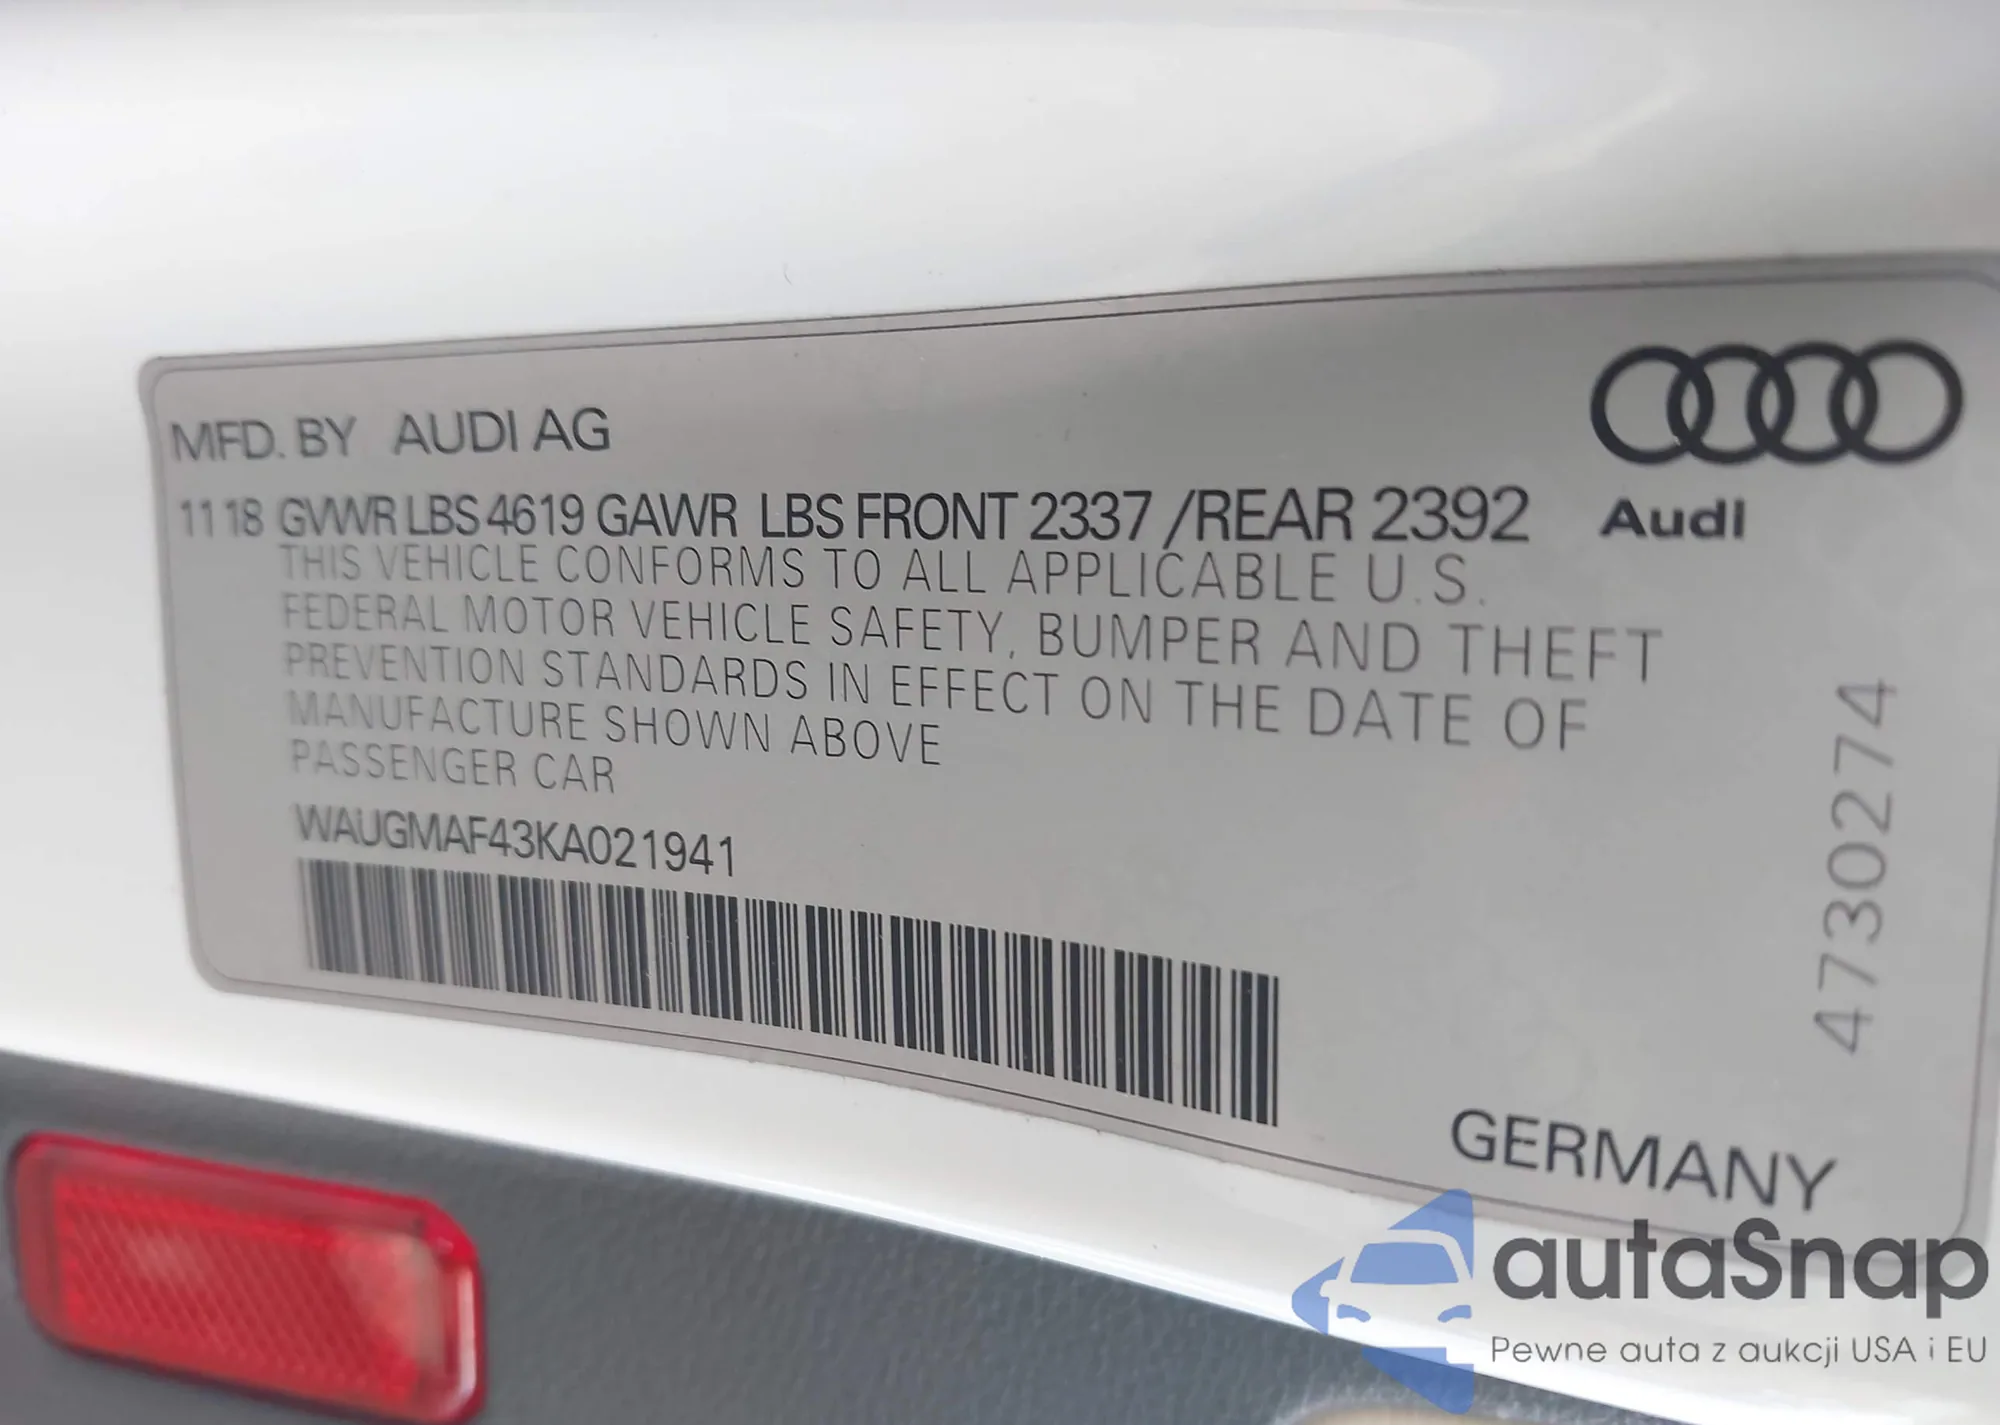 MFD. BY AUDI AG
11 18 GVWR LBS 4619 GAWR LBS FRONT 2337 /REAR 2392
Audi
THIS VEHICLE CONFORMS TO ALL APPLICABLE U.S.
FEDERAL MOTOR VEHICLE SAFETY, BUMPER AND THEFT
PREVENTION STANDARDS IN EFFECT ON THE DATE OF
MANUFACTURE SHOWN ABOVE
PASSENGER CAR
WAUGMAF43KA021941
4730274
GERMANY
autaSnap
Pewne auta z aukcji USA i EU